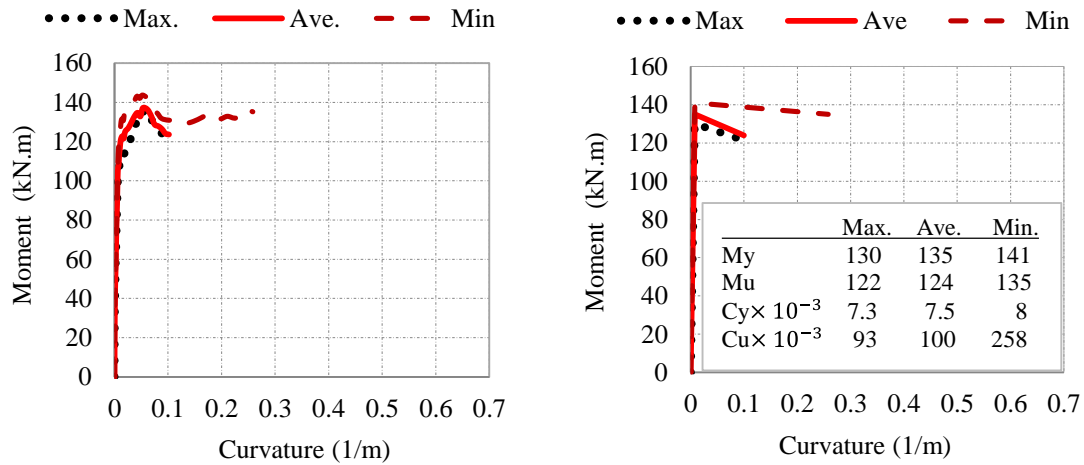 Max. Ave. Min
160
140
120
100
80
60
40
20
0
Moment (kN.m)
0 0.1 0.2 0.3 0.4 0.5 0.6 0.7
Curvature (1/m)
Max Ave Min
160
140
120
100
80
60
40
20
0
Moment (kN.m)
Max. Ave. Min.
My 130 135 141
Mu 122 124 135
Cy× 10⁻³ 7.3 7.5 8
Cu× 10⁻³ 93 100 258
0 0.1 0.2 0.3 0.4 0.5 0.6 0.7
Curvature (1/m)